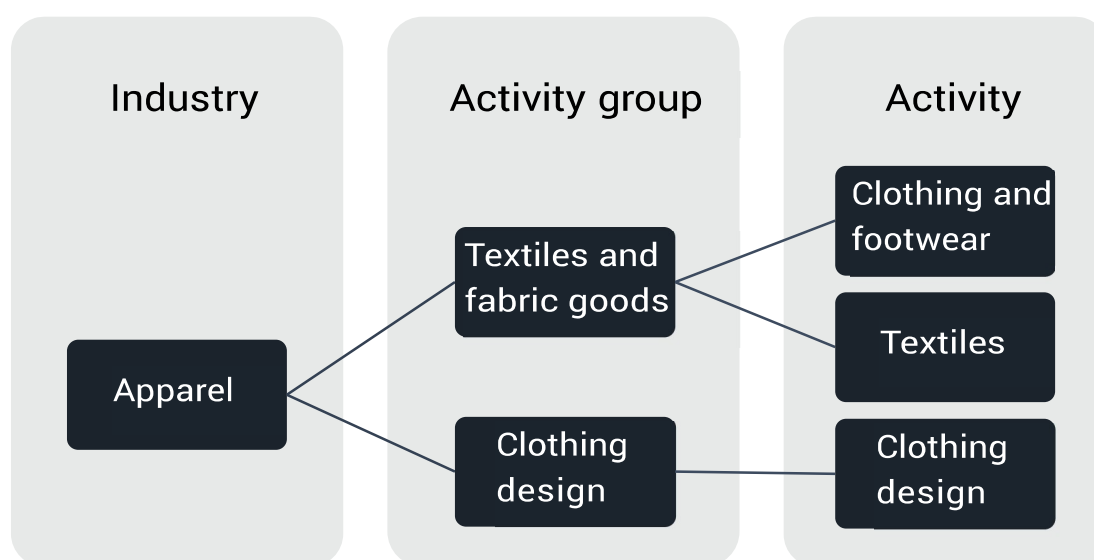 Industry
Activity group
Activity
Apparel
Textiles and
fabric goods
Clothing
design
Clothing and
footwear
Textiles
Clothing
design